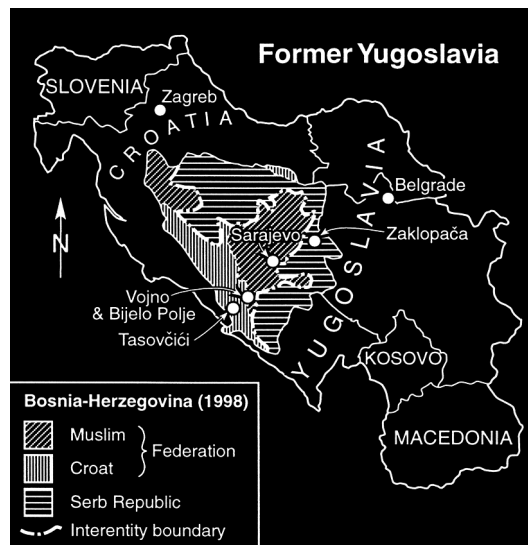 Former Yugoslavia
SLOVENIA
Zagreb
CROATIA
YUGOSLAVIA
Belgrade
Sarajevo
Zaklopača
N
Vojno
& Bijelo Polje
Tasovčići
KOSOVO
MACEDONIA
Bosnia-Herzegovina (1998)
Muslim
Federation
Croat
Serb Republic
Interentity boundary